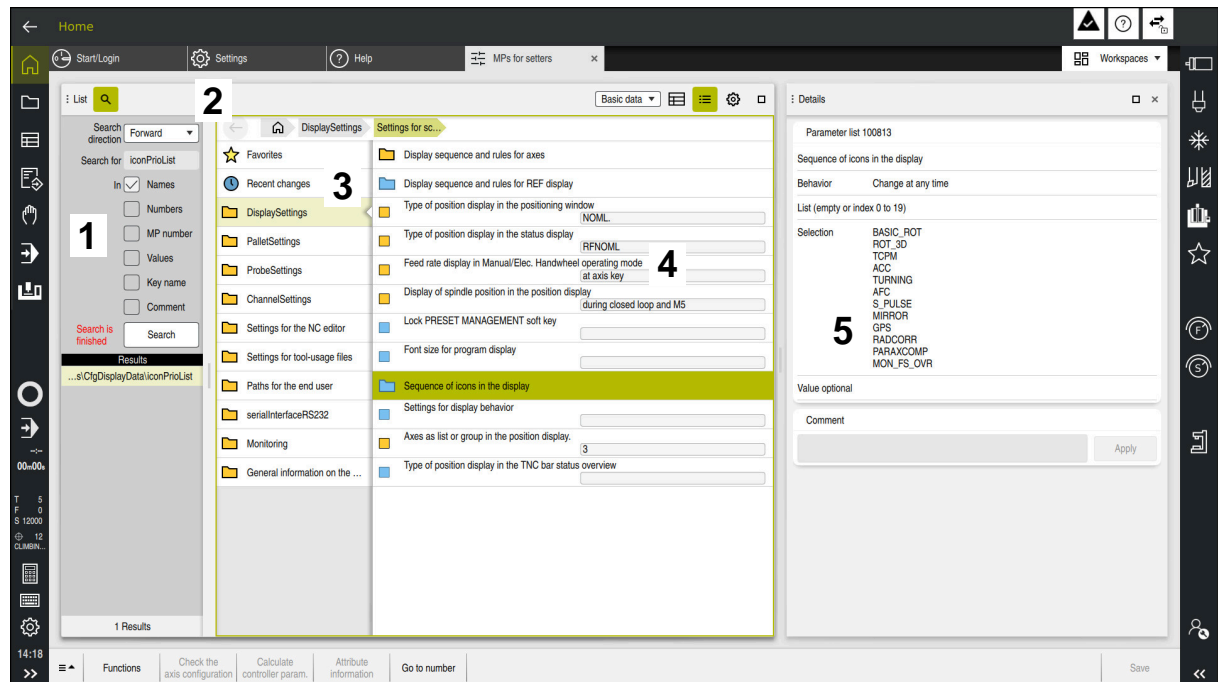 Home
Start/Login
Settings
Help
MPs for setters
Workspaces
List
2
Basic data
Details
Search direction
Forward
Search for
iconPrioList
In
Names
Numbers
MP number
Values
Key name
Comment
1
Search is finished
Search
Results
...s\CfgDisplayData\iconPrioList
1 Results
DisplaySettings
Settings for sc...
Favorites
Recent changes
3
DisplaySettings
PalletSettings
ProbeSettings
ChannelSettings
Settings for the NC editor
Settings for tool-usage files
Paths for the end user
serialInterfaceRS232
Monitoring
General information on the ...
Display sequence and rules for axes
Display sequence and rules for REF display
Type of position display in the positioning window
NOML.
Type of position display in the status display
RFNOML
4
Feed rate display in Manual/Elec. Handwheel operating mode
at axis key
Display of spindle position in the position display
during closed loop and M5
Lock PRESET MANAGEMENT soft key
Font size for program display
Sequence of icons in the display
Settings for display behavior
Axes as list or group in the position display.
3
Type of position display in the TNC bar status overview
Parameter list 100813
Sequence of icons in the display
Behavior
Change at any time
List (empty or index 0 to 19)
Selection
BASIC_ROT
ROT_3D
TCPM
ACC
TURNING
AFC
S_PULSE
MIRROR
GPS
RADCORR
PARAXCOMP
MON_FS_OVR
5
Value optional
Comment
Apply
--:--
00m00s
T 5
F 0
S 12000
12
CLIMBIN...
14:18
Functions
Check the axis configuration
Calculate controller param.
Attribute information
Go to number
Save
F
S